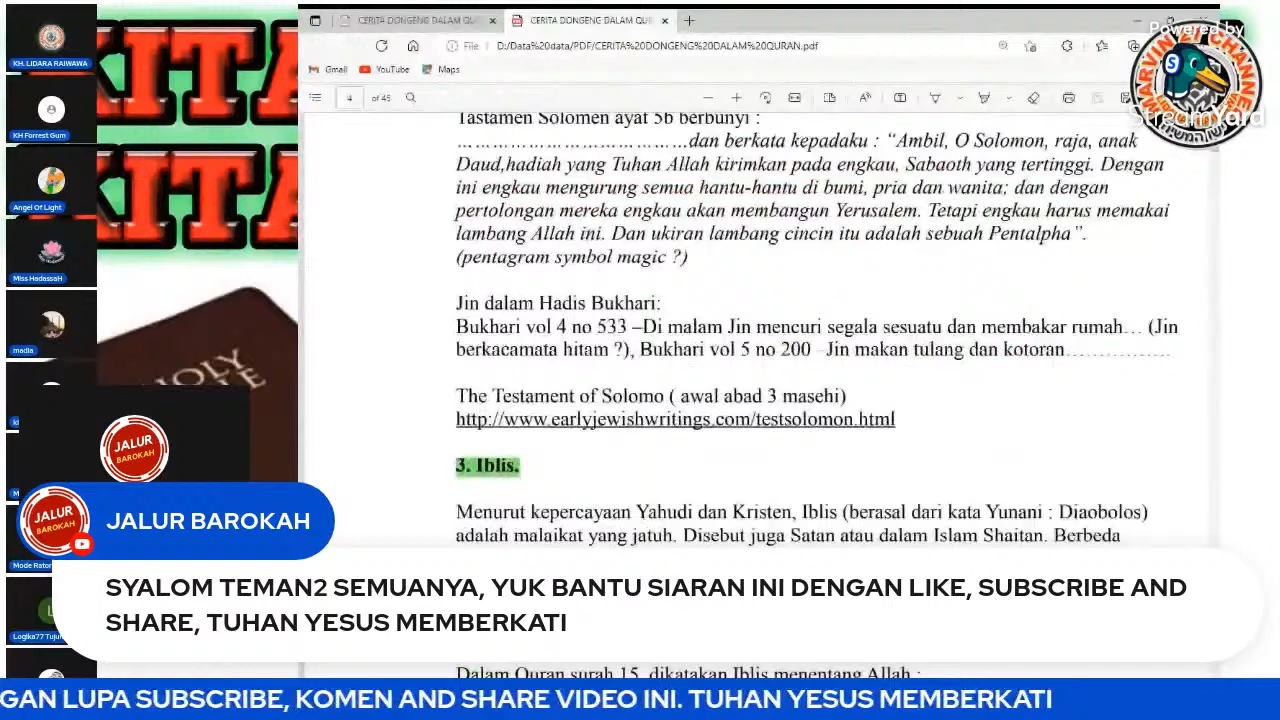 KH. LIDARA RAIWAWA
KH Forrest Gum
Angel Of Light
Miss HadassaH
madia
Logika77 Tujuh
KITA
KITA
HOLY
CERITA DONGENG DALAM QU
CERITA DONGENG DALAM QU
File
D:/Data%20data/PDF/CERITA%20DONGENG%20DALAM%20QURAN.pdf
Gmail
YouTube
Maps
4 of 45
Powered by
StreamYard
MARVIN 21 CHANNEL
Tastamen Solomen ayat 5b berbunyi :
……………………………………dan berkata kepadaku : “Ambil, O Solomon, raja, anak
Daud,hadiah yang Tuhan Allah kirimkan pada engkau, Sabaoth yang tertinggi. Dengan
ini engkau mengurung semua hantu-hantu di bumi, pria dan wanita; dan dengan
pertolongan mereka engkau akan membangun Yerusalem. Tetapi engkau harus memakai
lambang Allah ini. Dan ukiran lambang cincin itu adalah sebuah Pentalpha”.
(pentagram symbol magic ?)
Jin dalam Hadis Bukhari:
Bukhari vol 4 no 533 –Di malam Jin mencuri segala sesuatu dan membakar rumah… (Jin
berkacamata hitam ?), Bukhari vol 5 no 200 –Jin makan tulang dan kotoran……………..
The Testament of Solomo ( awal abad 3 masehi)
http://www.earlyjewishwritings.com/testsolomon.html
3. Iblis.
Menurut kepercayaan Yahudi dan Kristen, Iblis (berasal dari kata Yunani : Diaobolos)
adalah malaikat yang jatuh. Disebut juga Satan atau dalam Islam Shaitan. Berbeda
Dalam Quran surah 15, dikatakan Iblis menentang Allah :
JALUR
BAROKAH
JALUR
BAROKAH
JALUR BAROKAH
Mode Rator
SYALOM TEMAN2 SEMUANYA, YUK BANTU SIARAN INI DENGAN LIKE, SUBSCRIBE AND
SHARE, TUHAN YESUS MEMBERKATI
GAN LUPA SUBSCRIBE, KOMEN AND SHARE VIDEO INI. TUHAN YESUS MEMBERKATI